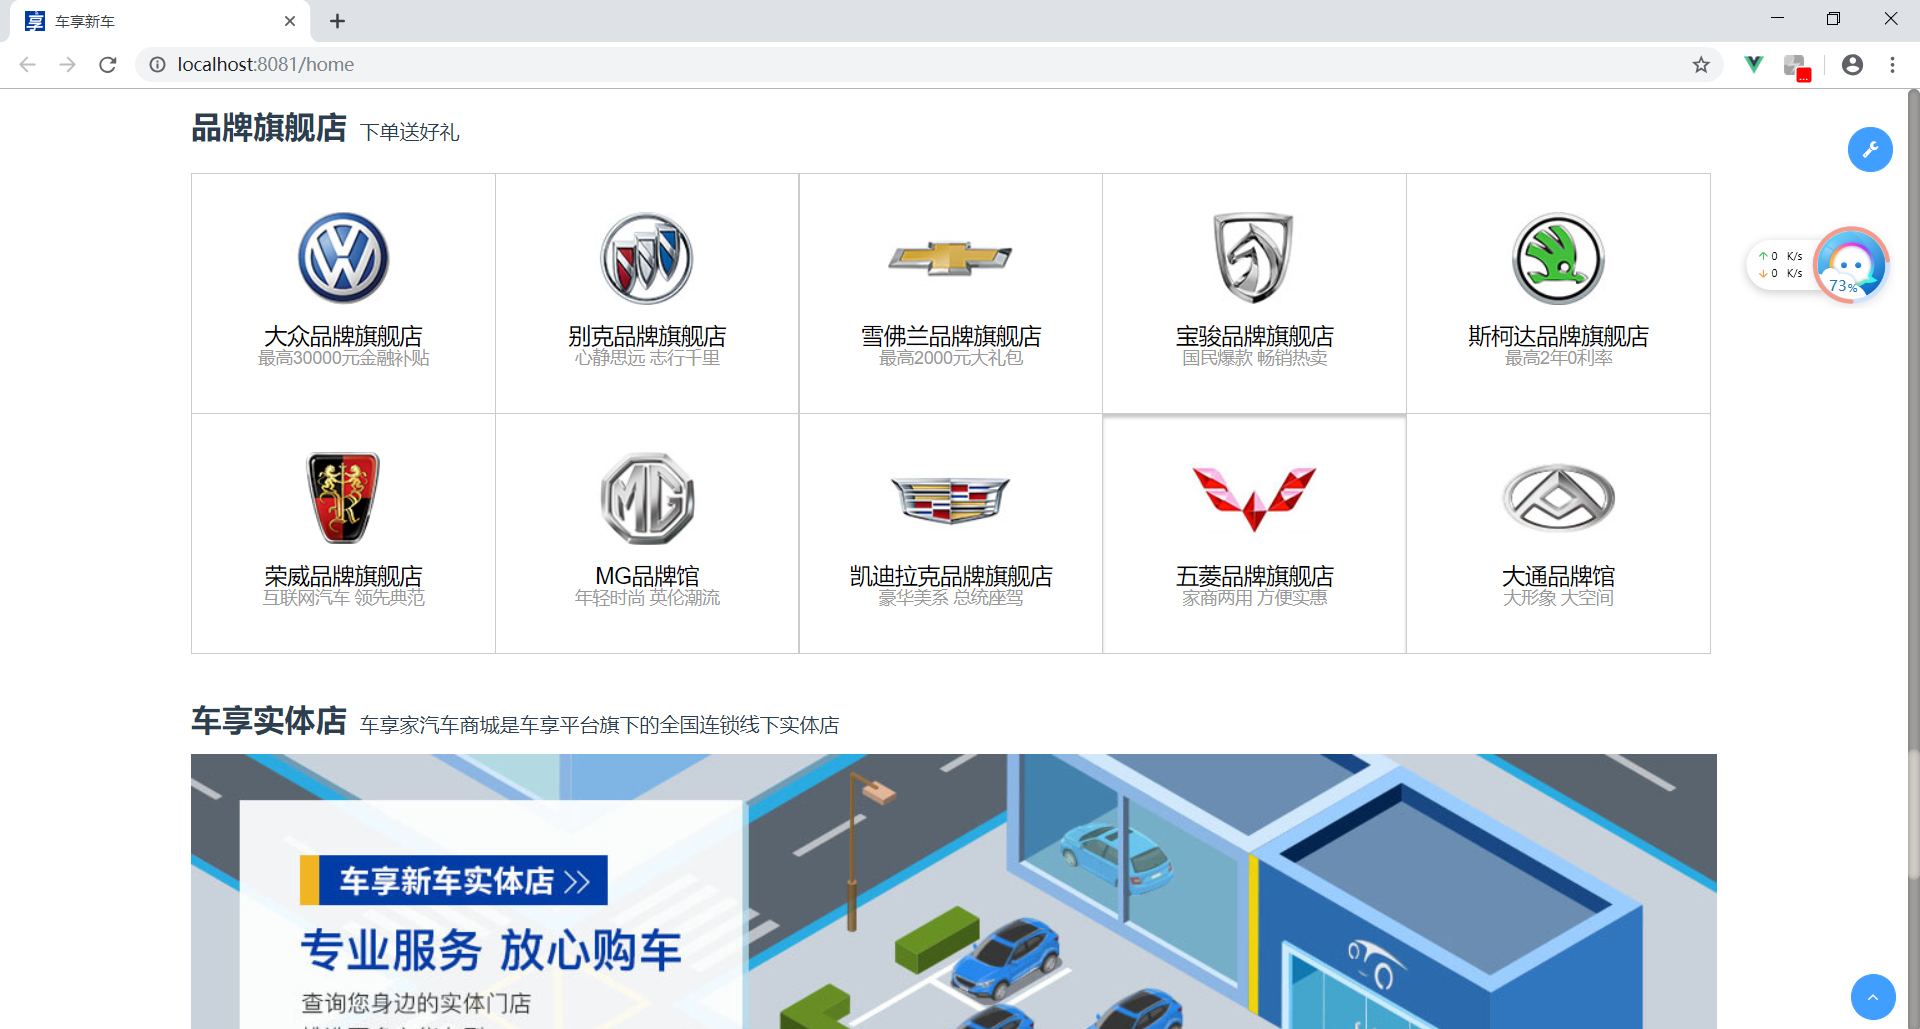 享 车享新车
localhost:8081/home
品牌旗舰店 下单送好礼
↑ 0 K/s
↓ 0 K/s
73%
大众品牌旗舰店
最高30000元金融补贴
别克品牌旗舰店
心静思远 志行千里
雪佛兰品牌旗舰店
最高2000元大礼包
宝骏品牌旗舰店
国民爆款 畅销热卖
斯柯达品牌旗舰店
最高2年0利率
荣威品牌旗舰店
互联网汽车 领先典范
MG
MG品牌馆
年轻时尚 英伦潮流
凯迪拉克品牌旗舰店
豪华美系 总统座驾
五菱品牌旗舰店
家商两用 方便实惠
大通品牌馆
大形象 大空间
车享实体店 车享家汽车商城是车享平台旗下的全国连锁线下实体店
车享新车实体店 >>
专业服务 放心购车
查询您身边的实体门店